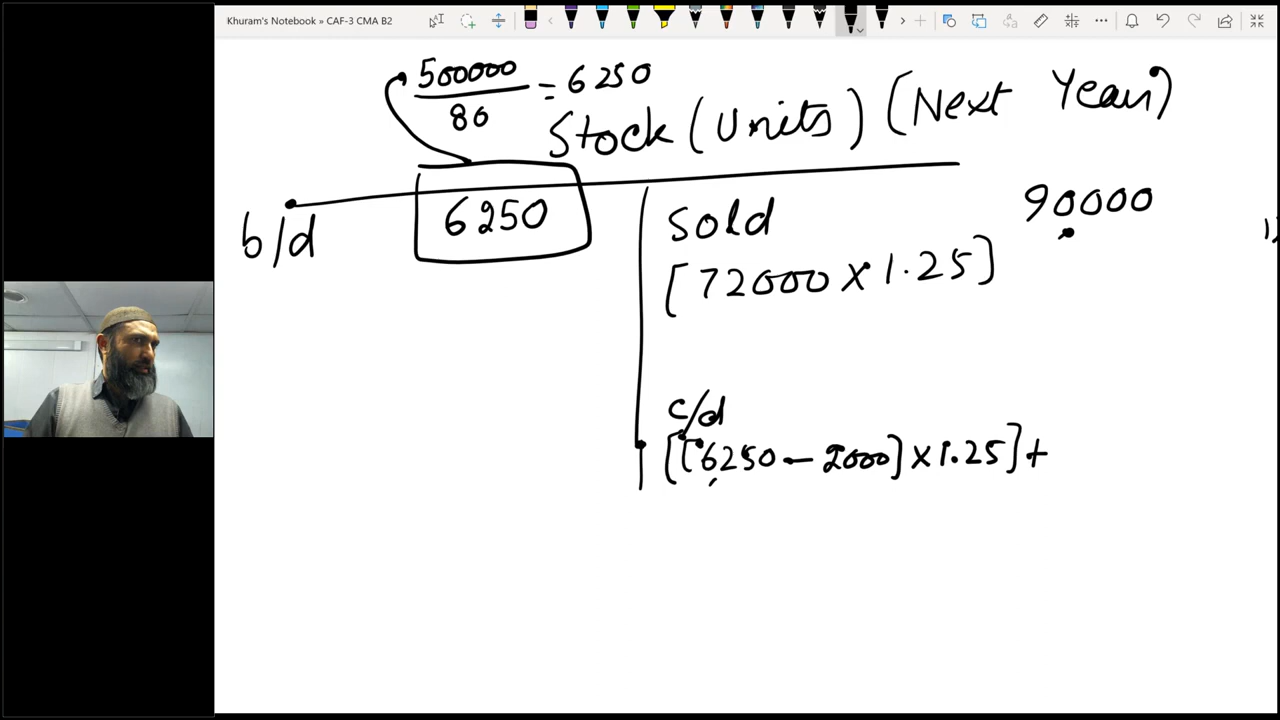 Khuram's Notebook » CAF-3 CMA B2
500000
80
= 6250
Stock (Units) (Next Year)
b/d 6250
Sold 90000
[72000 × 1.25]
c/d
[[6250 - 2000] × 1.25] +